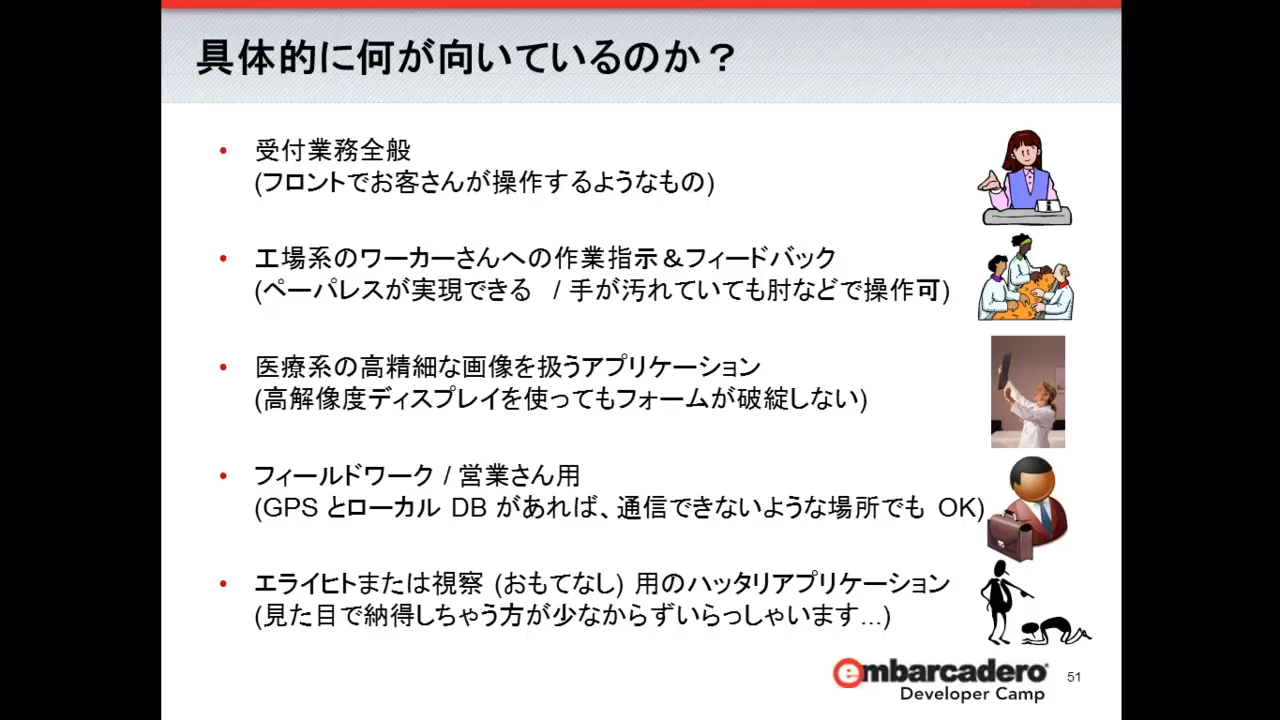 具体的に何が向いているのか？
• 受付業務全般
(フロントでお客さんが操作するようなもの)
• 工場系のワーカーさんへの作業指示＆フィードバック
(ペーパレスが実現できる / 手が汚れていても肘などで操作可)
• 医療系の高精細な画像を扱うアプリケーション
(高解像度ディスプレイを使ってもフォームが破綻しない)
• フィールドワーク / 営業さん用
(GPS とローカル DB があれば、通信できないような場所でも OK)
• エライヒトまたは視察 (おもてなし) 用のハッタリアプリケーション
(見た目で納得しちゃう方が少なからずいらっしゃいます...)
embarcadero
Developer Camp
51